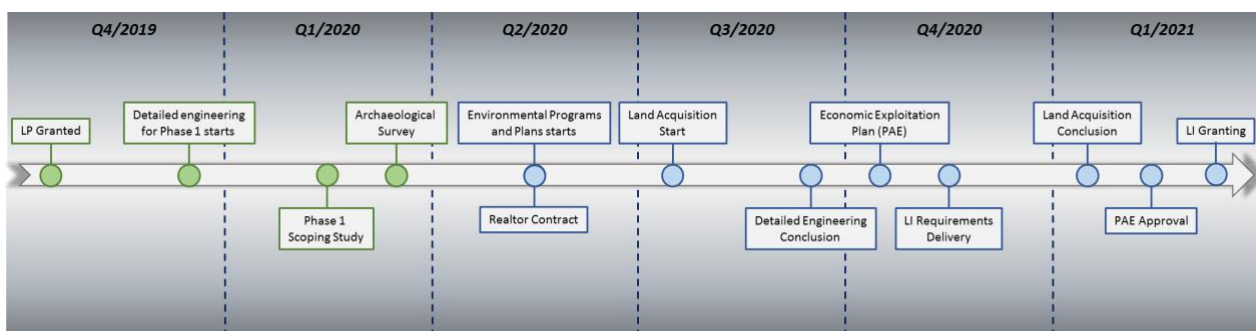 Q4/2019
Q1/2020
Q2/2020
Q3/2020
Q4/2020
Q1/2021
LP Granted
Detailed engineering
for Phase 1 starts
Archaeological
Survey
Environmental Programs
and Plans starts
Land Acquisition
Start
Economic Exploitation
Plan (PAE)
Land Acquisition
Conclusion
LI Granting
Phase 1
Scoping Study
Realtor Contract
Detailed Engineering
Conclusion
LI Requirements
Delivery
PAE Approval